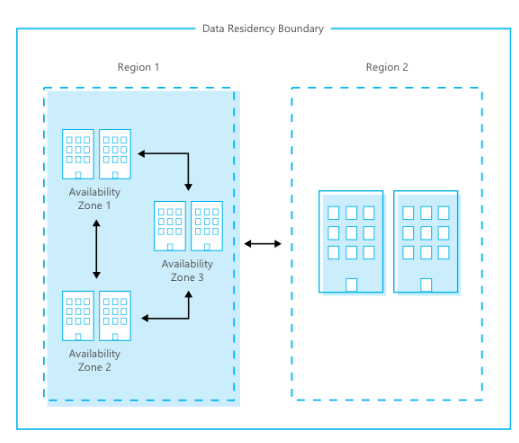 Data Residency Boundary
Region 1
Region 2
Availability
Zone 1
Availability
Zone 3
Availability
Zone 2